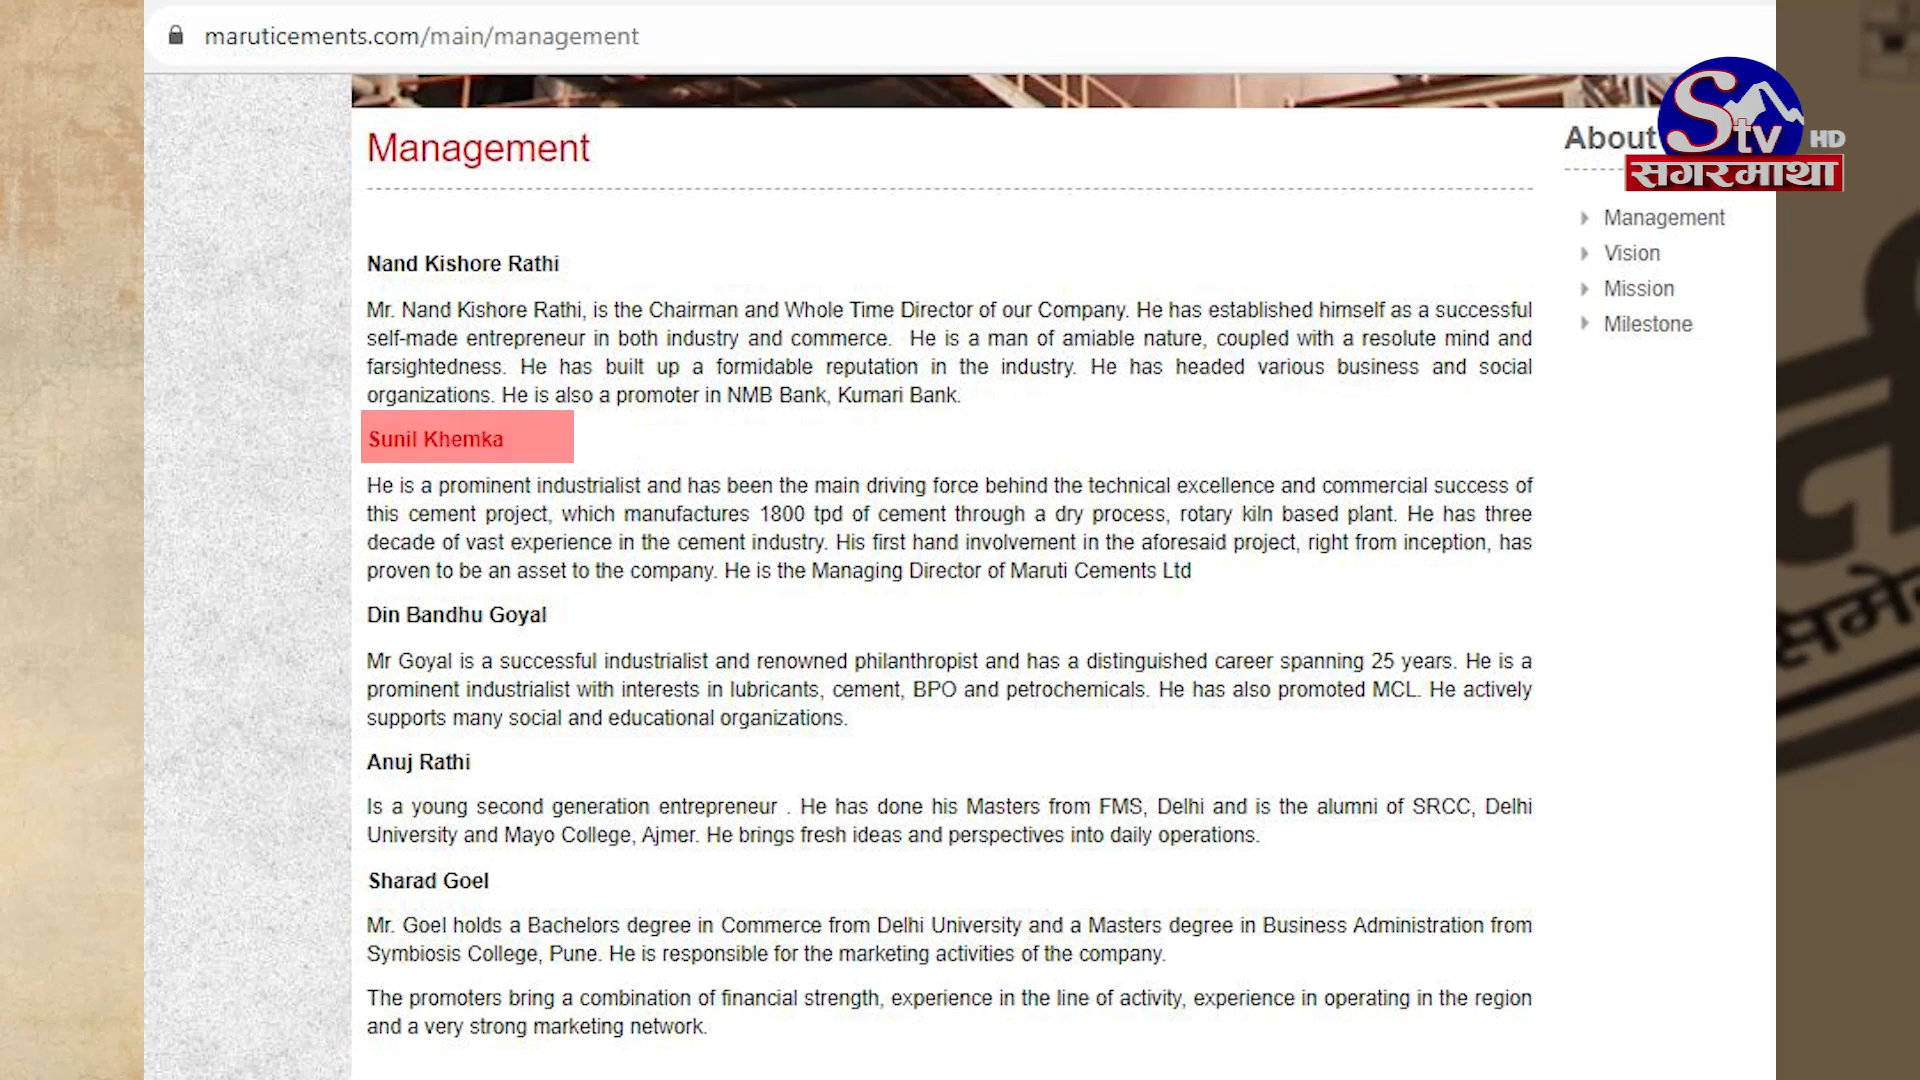 maruticements.com/main/management
Management
Nand Kishore Rathi
Mr. Nand Kishore Rathi, is the Chairman and Whole Time Director of our Company. He has established himself as a successful
self-made entrepreneur in both industry and commerce. He is a man of amiable nature, coupled with a resolute mind and
farsightedness. He has built up a formidable reputation in the industry. He has headed various business and social
organizations. He is also a promoter in NMB Bank, Kumari Bank.
Sunil Khemka
He is a prominent industrialist and has been the main driving force behind the technical excellence and commercial success of
this cement project, which manufactures 1800 tpd of cement through a dry process, rotary kiln based plant. He has three
decade of vast experience in the cement industry. His first hand involvement in the aforesaid project, right from inception, has
proven to be an asset to the company. He is the Managing Director of Maruti Cements Ltd
Din Bandhu Goyal
Mr Goyal is a successful industrialist and renowned philanthropist and has a distinguished career spanning 25 years. He is a
prominent industrialist with interests in lubricants, cement, BPO and petrochemicals. He has also promoted MCL. He actively
supports many social and educational organizations.
Anuj Rathi
Is a young second generation entrepreneur . He has done his Masters from FMS, Delhi and is the alumni of SRCC, Delhi
University and Mayo College, Ajmer. He brings fresh ideas and perspectives into daily operations.
Sharad Goel
Mr. Goel holds a Bachelors degree in Commerce from Delhi University and a Masters degree in Business Administration from
Symbiosis College, Pune. He is responsible for the marketing activities of the company.
The promoters bring a combination of financial strength, experience in the line of activity, experience in operating in the region
and a very strong marketing network.
About
Management
Vision
Mission
Milestone
Stv HD
सगरमाथा